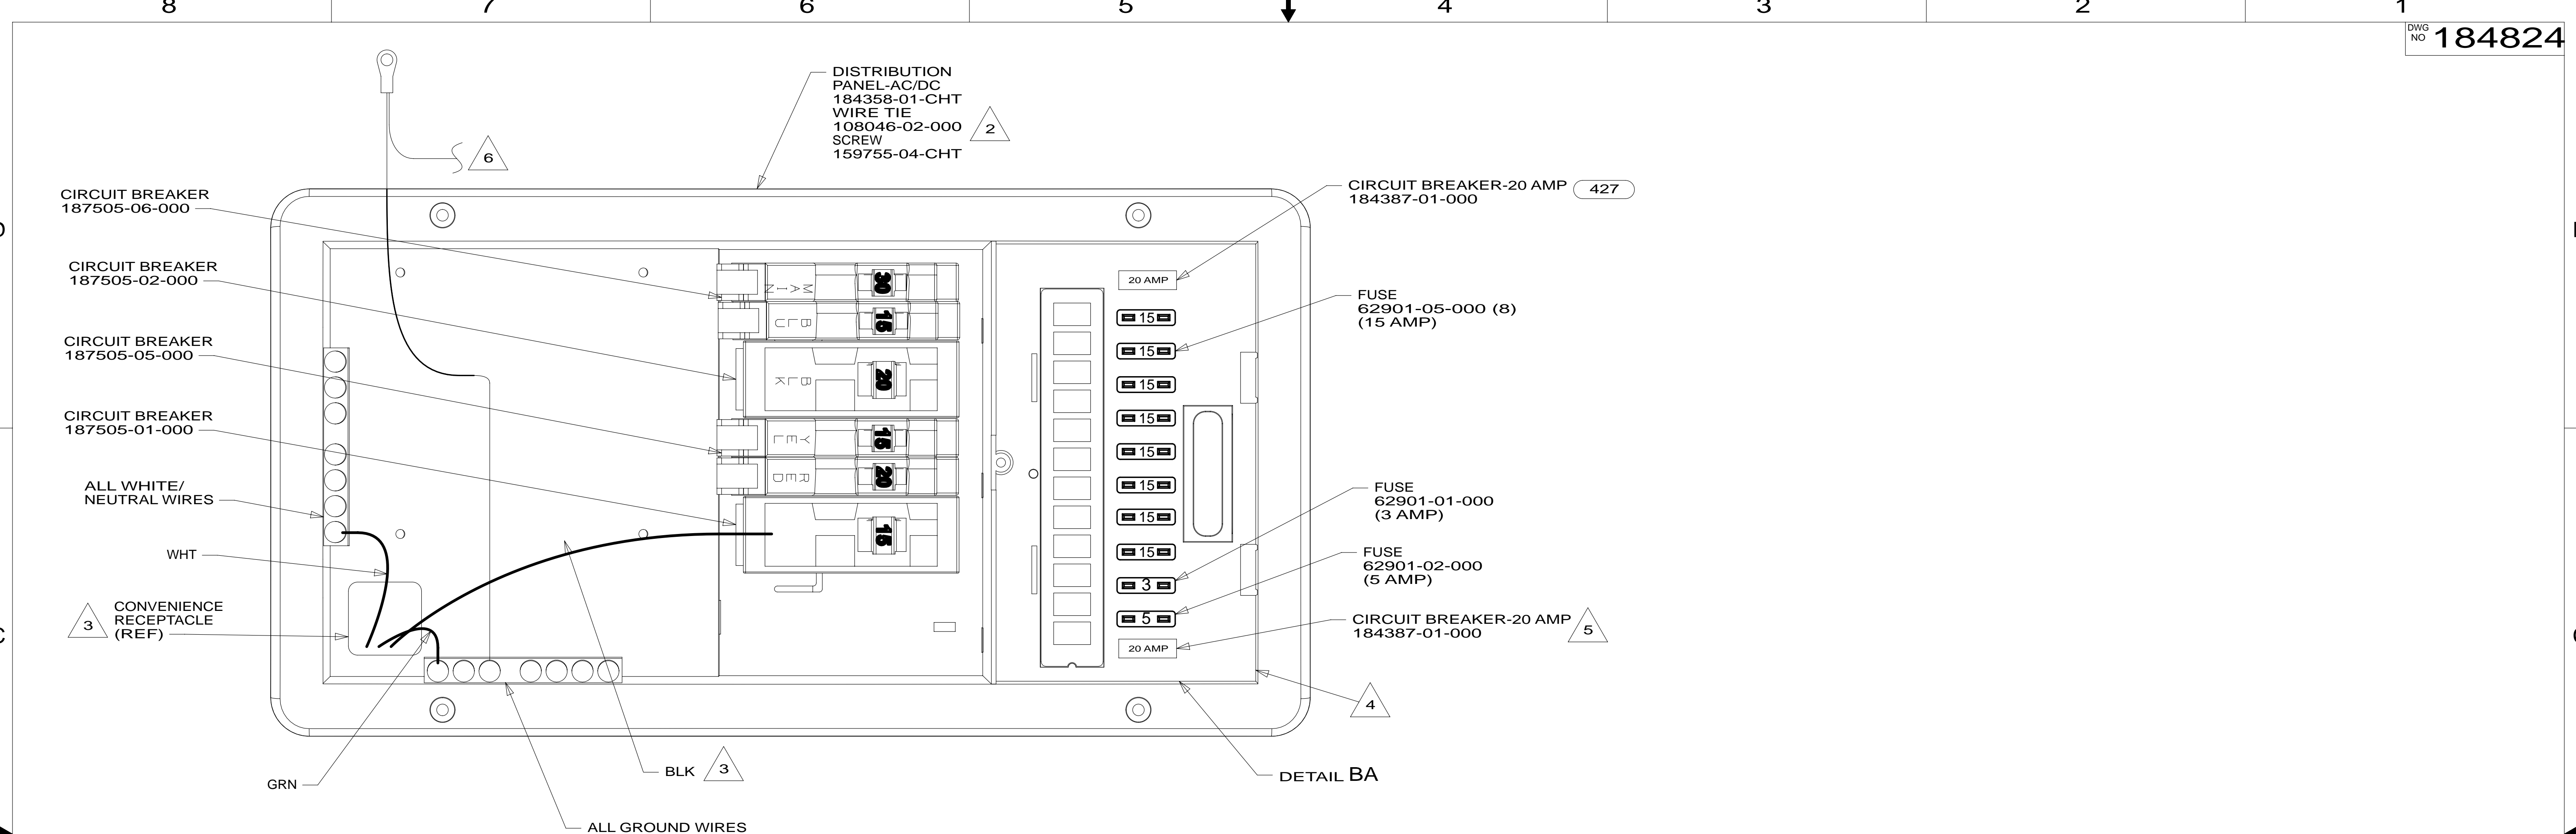 8 7 6 5 4 3 2 1
DWG
NO 184824
DISTRIBUTION
PANEL-AC/DC
184358-01-CHT
WIRE TIE
108046-02-000
SCREW
159755-04-CHT
2
6
CIRCUIT BREAKER
187505-06-000
CIRCUIT BREAKER
187505-02-000
CIRCUIT BREAKER
187505-05-000
CIRCUIT BREAKER
187505-01-000
ALL WHITE/
NEUTRAL WIRES
WHT
3
CONVENIENCE
RECEPTACLE
(REF)
GRN
BLK
3
ALL GROUND WIRES
MAIN 30
BLU 15
BLK 20
YEL 15
RED 20
15
20 AMP
15
15
15
15
15
15
15
15
3
5
20 AMP
CIRCUIT BREAKER-20 AMP 427
184387-01-000
FUSE
62901-05-000 (8)
(15 AMP)
FUSE
62901-01-000
(3 AMP)
FUSE
62901-02-000
(5 AMP)
CIRCUIT BREAKER-20 AMP
184387-01-000
5
4
DETAIL BA